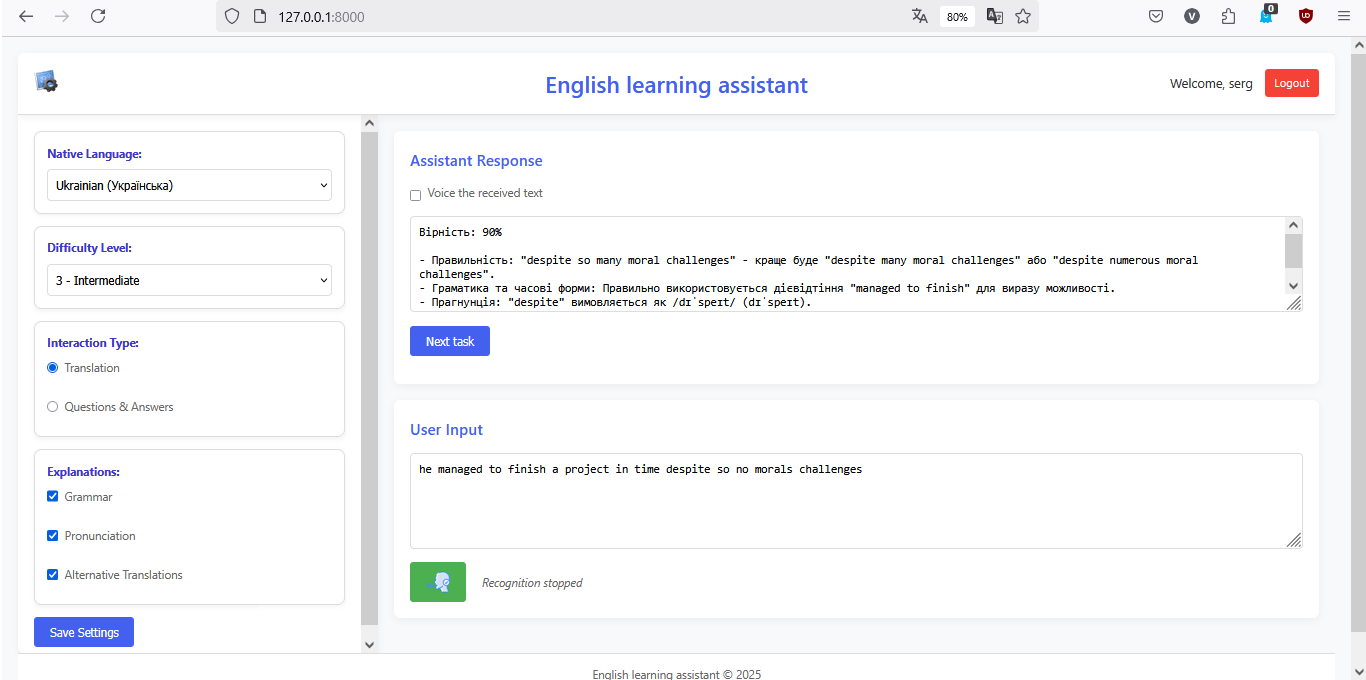 127.0.0.1:8000
80%
V
0
English learning assistant
Welcome, serg
Logout
Native Language:
Ukrainian (Українська)
Difficulty Level:
3 - Intermediate
Interaction Type:
Translation
Questions & Answers
Explanations:
Grammar
Pronunciation
Alternative Translations
Save Settings
Assistant Response
Voice the received text
Вірність: 90%
- Правильність: "despite so many moral challenges" - краще буде "despite many moral challenges" або "despite numerous moral
challenges".
- Граматика та часові форми: Правильно використовується дієвідтіння "managed to finish" для виразу можливості.
- Прагнунція: "despite" вимовляється як /dɪˈspeɪt/ (dɪˈspeɪt).
Next task
User Input
he managed to finish a project in time despite so no morals challenges
Recognition stopped
English learning assistant © 2025